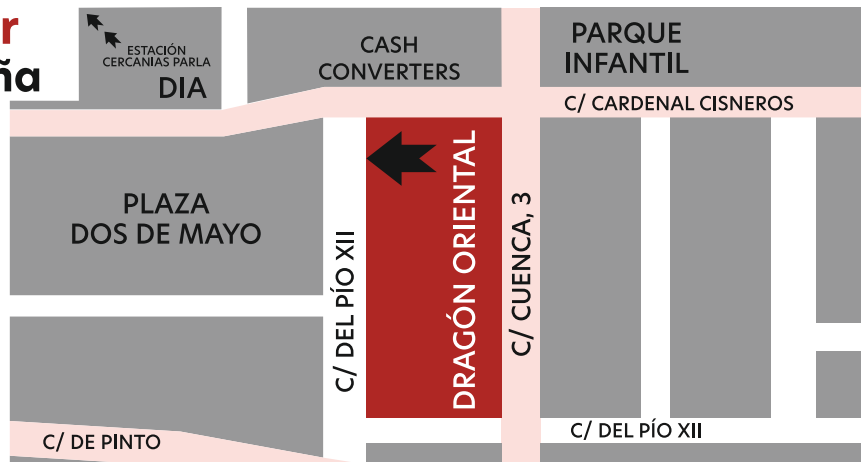 ESTACIÓN
CERCANÍAS PARLA
DIA
CASH
CONVERTERS
PARQUE
INFANTIL
C/ CARDENAL CISNEROS
PLAZA
DOS DE MAYO
C/ DEL PÍO XII
DRAGÓN ORIENTAL
C/ CUENCA, 3
C/ DE PINTO
C/ DEL PÍO XII